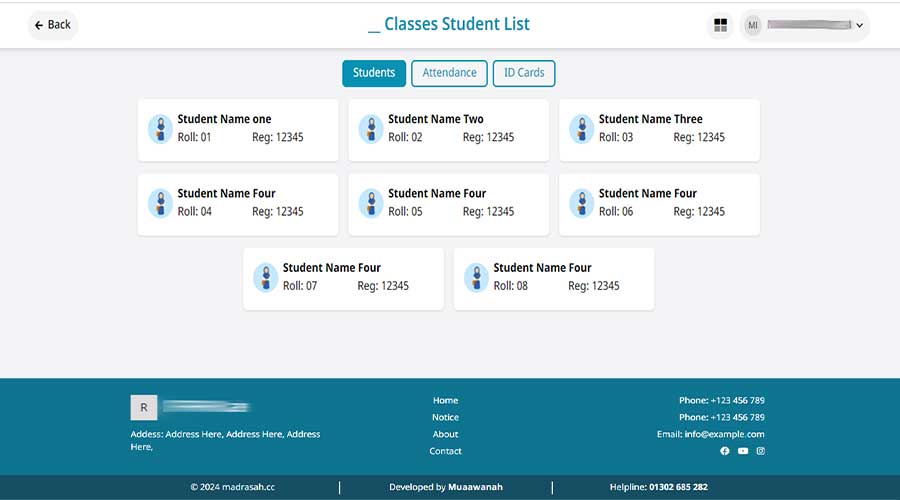 Back
__ Classes Student List
MI
Students
Attendance
ID Cards
Student Name one
Roll: 01 Reg: 12345
Student Name Two
Roll: 02 Reg: 12345
Student Name Three
Roll: 03 Reg: 12345
Student Name Four
Roll: 04 Reg: 12345
Student Name Four
Roll: 05 Reg: 12345
Student Name Four
Roll: 06 Reg: 12345
Student Name Four
Roll: 07 Reg: 12345
Student Name Four
Roll: 08 Reg: 12345
R
Addess: Address Here, Address Here, Address
Here,
Home
Notice
About
Contact
Phone: +123 456 789
Phone: +123 456 789
Email: info@example.com
© 2024 madrasah.cc
Developed by Muaawanah
Helpline: 01302 685 282